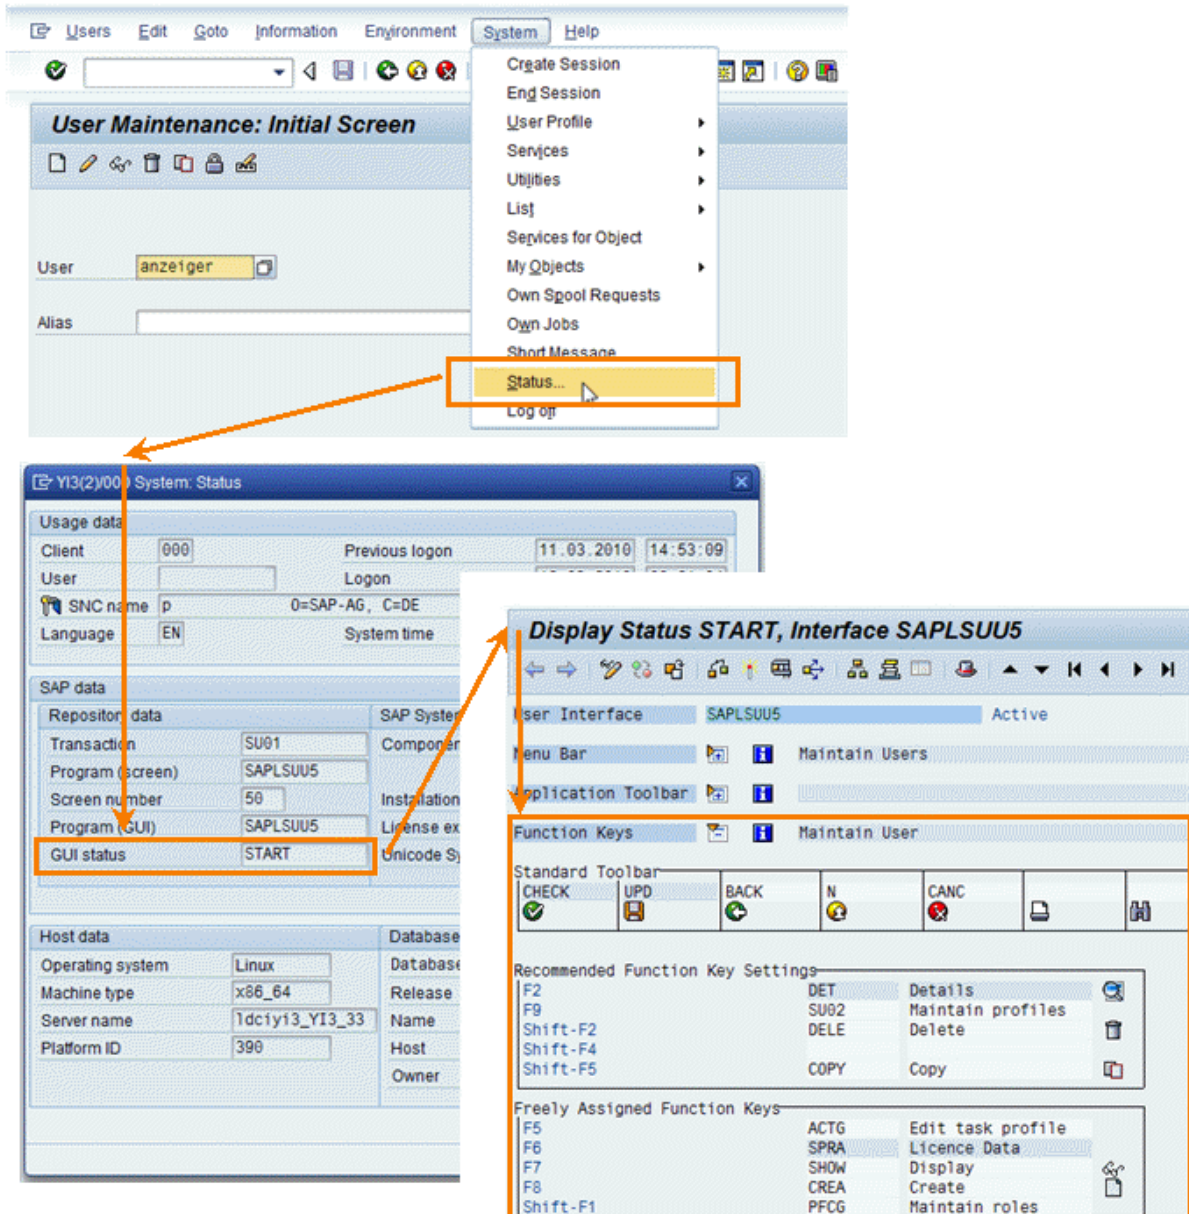 Users Edit Goto Information Environment System Help
Create Session
End Session
User Profile
Services
Utilities
List
Services for Object
My Objects
Own Spool Requests
Own Jobs
Short Message
Status...
Log off
User Maintenance: Initial Screen
User anzeiger
Alias
YI3(2)/000 System: Status
Usage data
Client 000 Previous logon 11.03.2010 14:53:09
User Logon
SNC name p O=SAP-AG, C=DE
Language EN System time
SAP data
Repository data SAP System
Transaction SU01 Componen
Program (screen) SAPLSUU5
Screen number 50 Installation
Program (GUI) SAPLSUU5 License ex
GUI status START Unicode Sy
Host data Database
Operating system Linux Database
Machine type x86_64 Release
Server name ldciyi3_YI3_33 Name
Platform ID 390 Host
Owner
Display Status START, Interface SAPLSUU5
User Interface SAPLSUU5 Active
Menu Bar Maintain Users
Application Toolbar
Function Keys Maintain User
Standard Toolbar
CHECK UPD BACK N CANC
Recommended Function Key Settings
F2 DET Details
F9 SU02 Maintain profiles
Shift-F2 DELE Delete
Shift-F4
Shift-F5 COPY Copy
Freely Assigned Function Keys
F5 ACTG Edit task profile
F6 SPRA Licence Data
F7 SHOW Display
F8 CREA Create
Shift-F1 PFCG Maintain roles